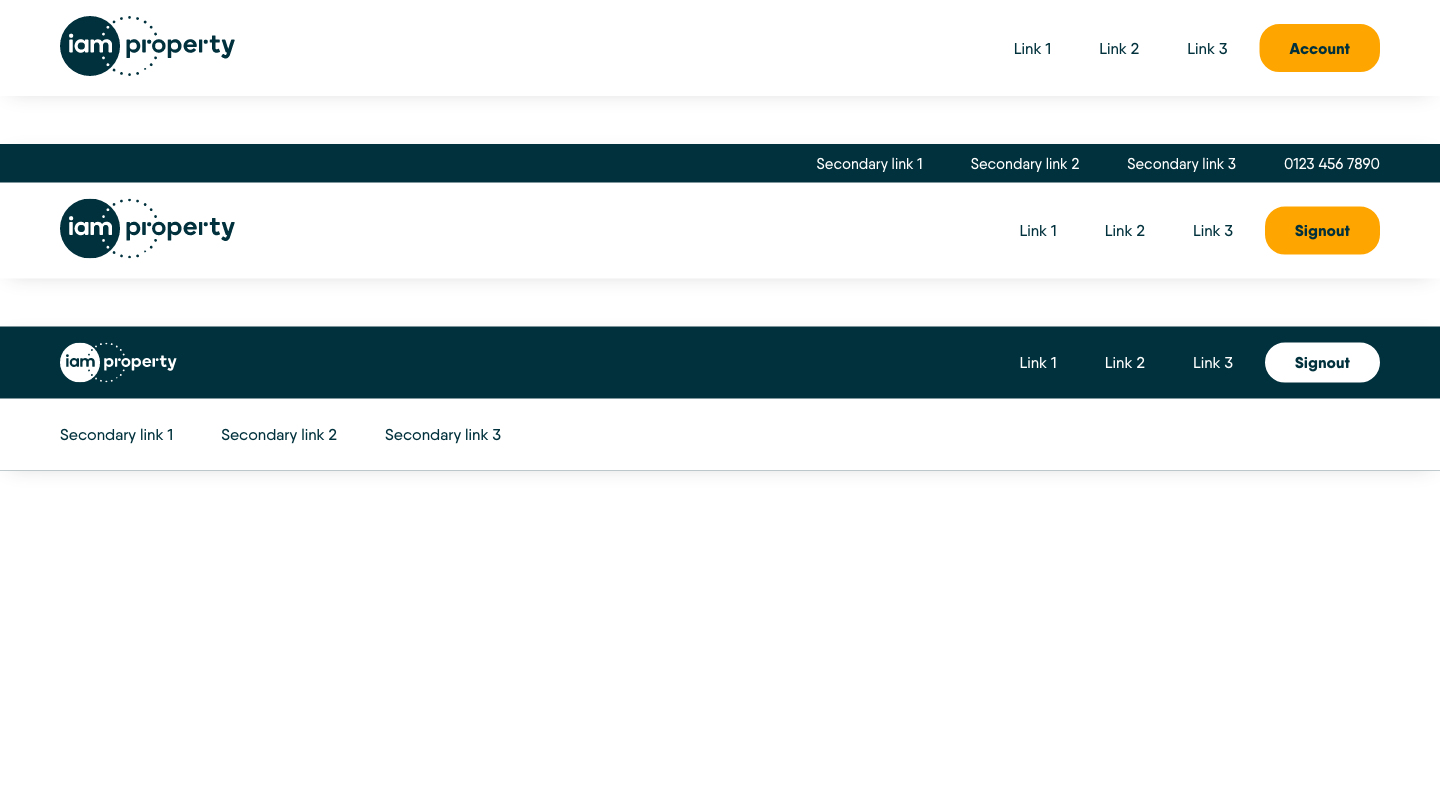 iam property Link 1 Link 2 Link 3 Account
Secondary link 1 Secondary link 2 Secondary link 3 0123 456 7890
iam property Link 1 Link 2 Link 3 Signout
iam property Link 1 Link 2 Link 3 Signout
Secondary link 1 Secondary link 2 Secondary link 3